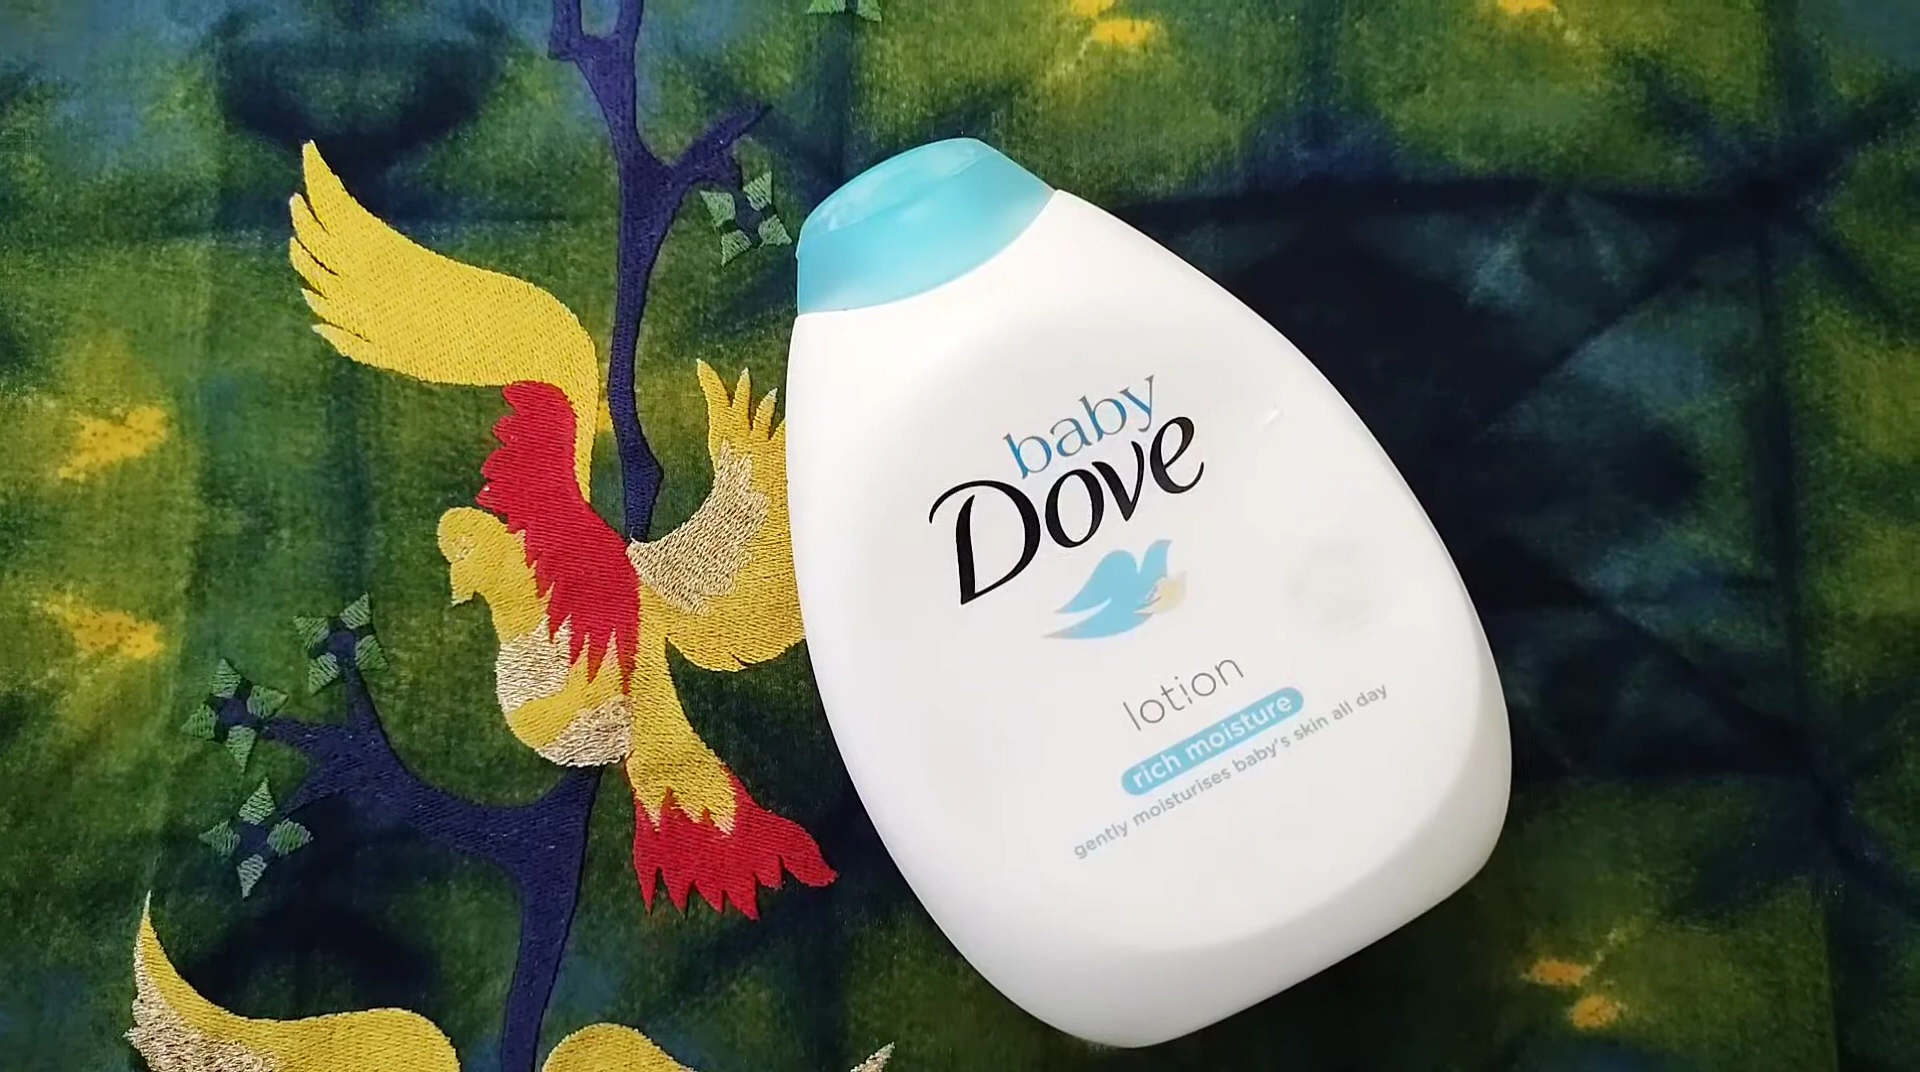 baby
Dove
lotion
rich moisture
gently moisturises baby's skin all day